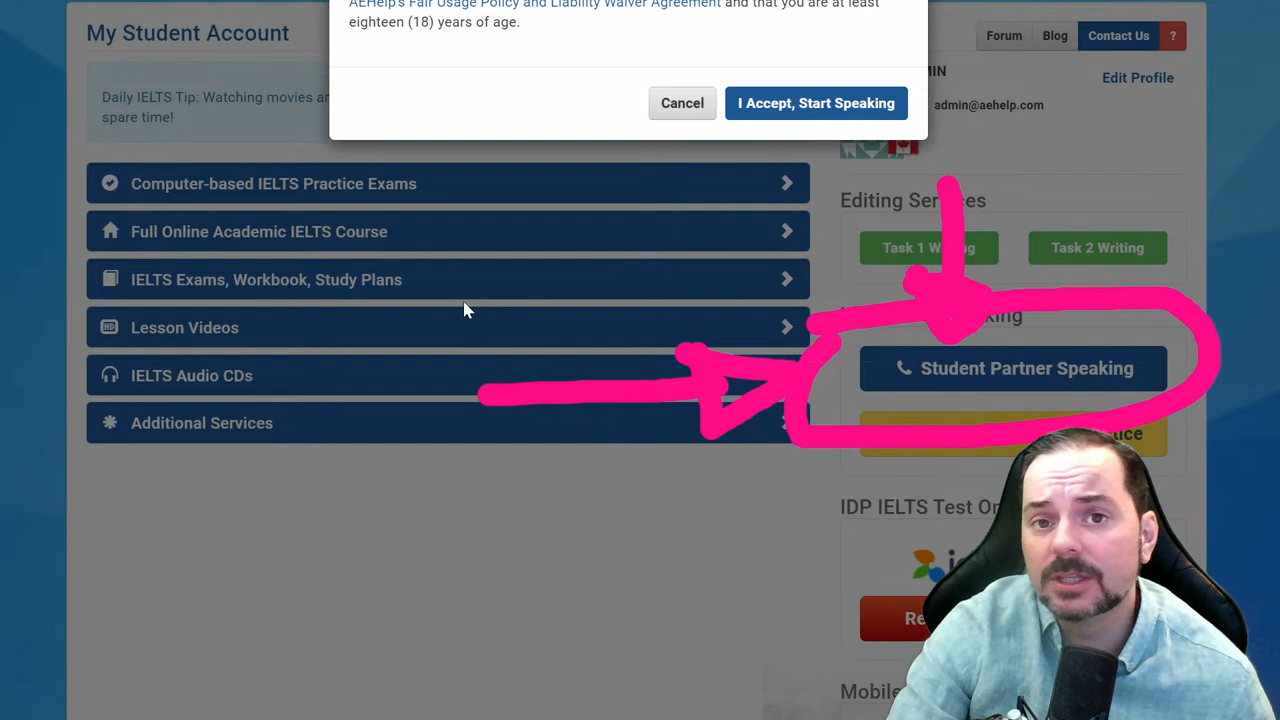 AEHelp's Fair Usage Policy and Liability Waiver Agreement and that you are at least
eighteen (18) years of age.
Cancel
I Accept, Start Speaking
My Student Account
Daily IELTS Tip: Watching movies
spare time!
Computer-based IELTS Practice Exams
Full Online Academic IELTS Course
IELTS Exams, Workbook, Study Plans
HD
Lesson Videos
IELTS Audio CDs
Additional Services
Forum
Blog
Contact Us
?
Edit Profile
admin@aehelp.com
Editing Services
Task 1
Task 2 Writing
Student Partner Speaking
IDP IELTS Test
Mobile